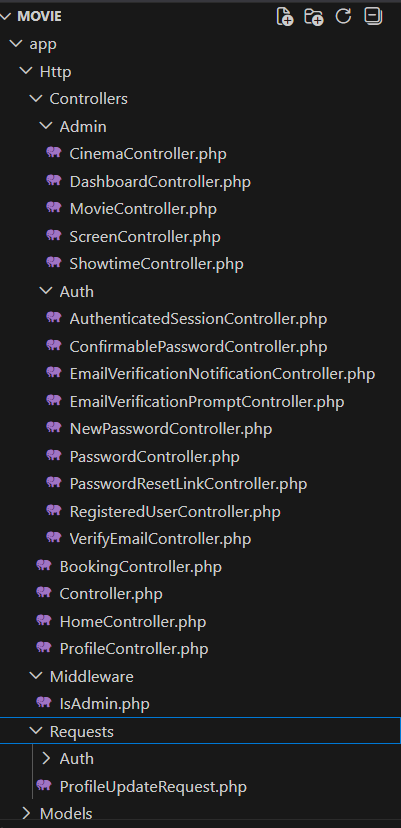 MOVIE
app
Http
Controllers
Admin
CinemaController.php
DashboardController.php
MovieController.php
ScreenController.php
ShowtimeController.php
Auth
AuthenticatedSessionController.php
ConfirmablePasswordController.php
EmailVerificationNotificationController.php
EmailVerificationPromptController.php
NewPasswordController.php
PasswordController.php
PasswordResetLinkController.php
RegisteredUserController.php
VerifyEmailController.php
BookingController.php
Controller.php
HomeController.php
ProfileController.php
Middleware
IsAdmin.php
Requests
Auth
ProfileUpdateRequest.php
Models